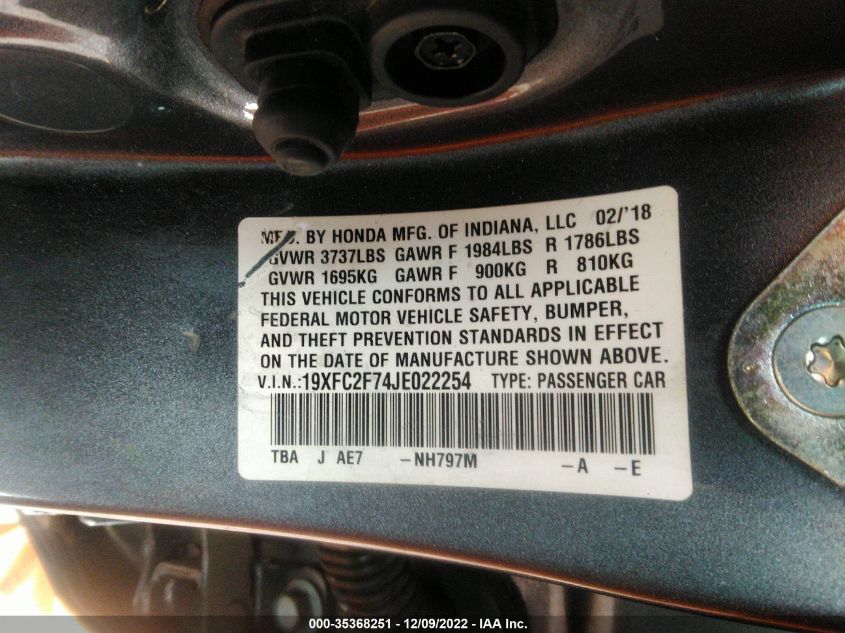 MFG. BY HONDA MFG. OF INDIANA, LLC 02/'18
GVWR 3737LBS GAWR F 1984LBS R 1786LBS
GVWR 1695KG GAWR F 900KG R 810KG
THIS VEHICLE CONFORMS TO ALL APPLICABLE
FEDERAL MOTOR VEHICLE SAFETY, BUMPER,
AND THEFT PREVENTION STANDARDS IN EFFECT
ON THE DATE OF MANUFACTURE SHOWN ABOVE.
V.I.N.: 19XFC2F74JE022254 TYPE: PASSENGER CAR
TBA J AE7 -NH797M -A -E
000-35368251 - 12/09/2022 - IAA Inc.